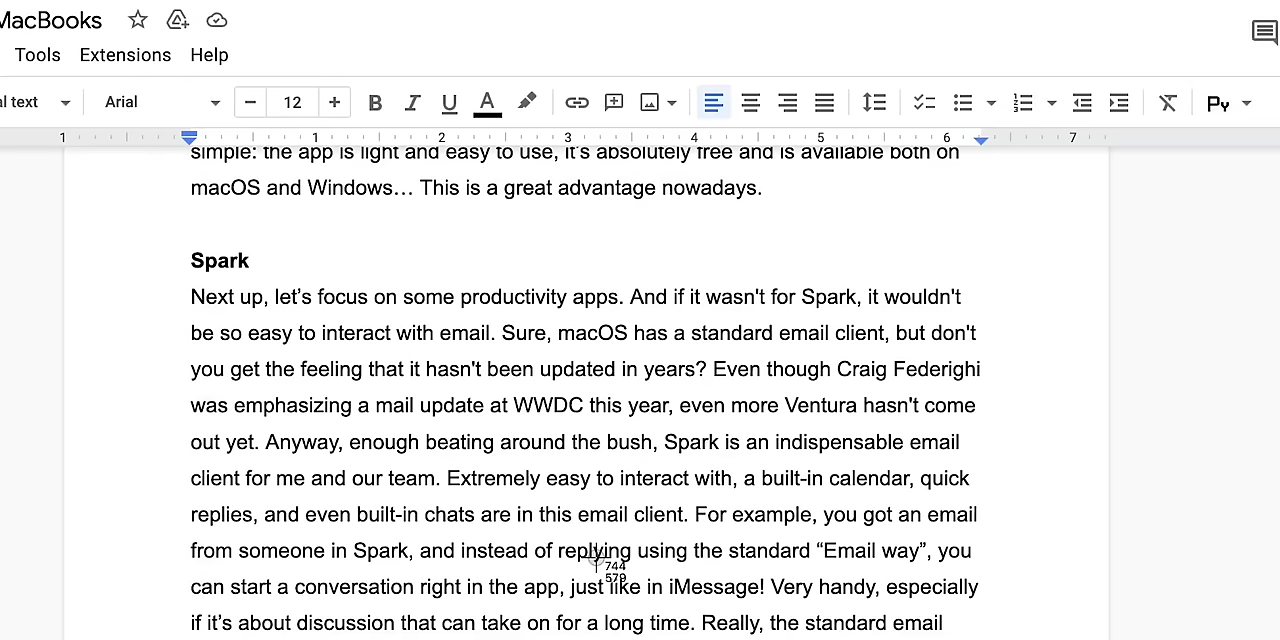 MacBooks
Tools Extensions Help
al text Arial 12
1 1 2 3 4 5 6 7
simple: the app is light and easy to use, it's absolutely free and is available both on
macOS and Windows… This is a great advantage nowadays.
Spark
Next up, let’s focus on some productivity apps. And if it wasn't for Spark, it wouldn't
be so easy to interact with email. Sure, macOS has a standard email client, but don't
you get the feeling that it hasn't been updated in years? Even though Craig Federighi
was emphasizing a mail update at WWDC this year, even more Ventura hasn't come
out yet. Anyway, enough beating around the bush, Spark is an indispensable email
client for me and our team. Extremely easy to interact with, a built-in calendar, quick
replies, and even built-in chats are in this email client. For example, you got an email
from someone in Spark, and instead of replying using the standard “Email way”, you
744
579
can start a conversation right in the app, just like in iMessage! Very handy, especially
if it’s about discussion that can take on for a long time. Really, the standard email